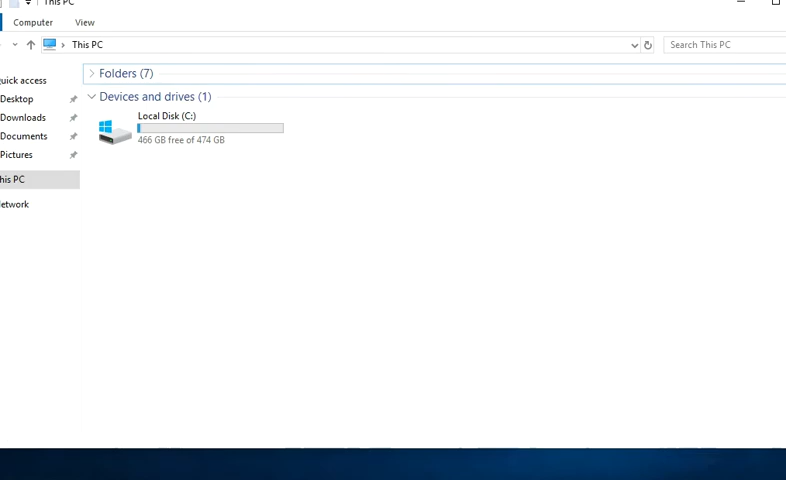 This PC
Computer View
This PC
Search This PC
uick access
Folders (7)
Desktop
Devices and drives (1)
Downloads
Local Disk (C:)
466 GB free of 474 GB
Documents
Pictures
his PC
etwork